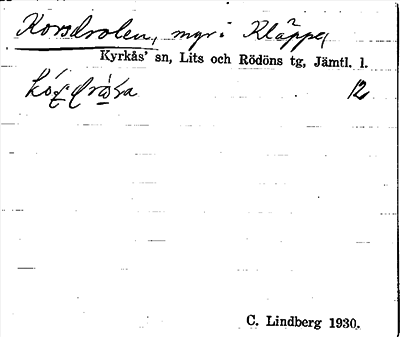 Korsdrolen, myr i Kläppe,
Kyrkås' sn, Lits och Rödöns tg, Jämtl. l.
12
C. Lindberg 1930.